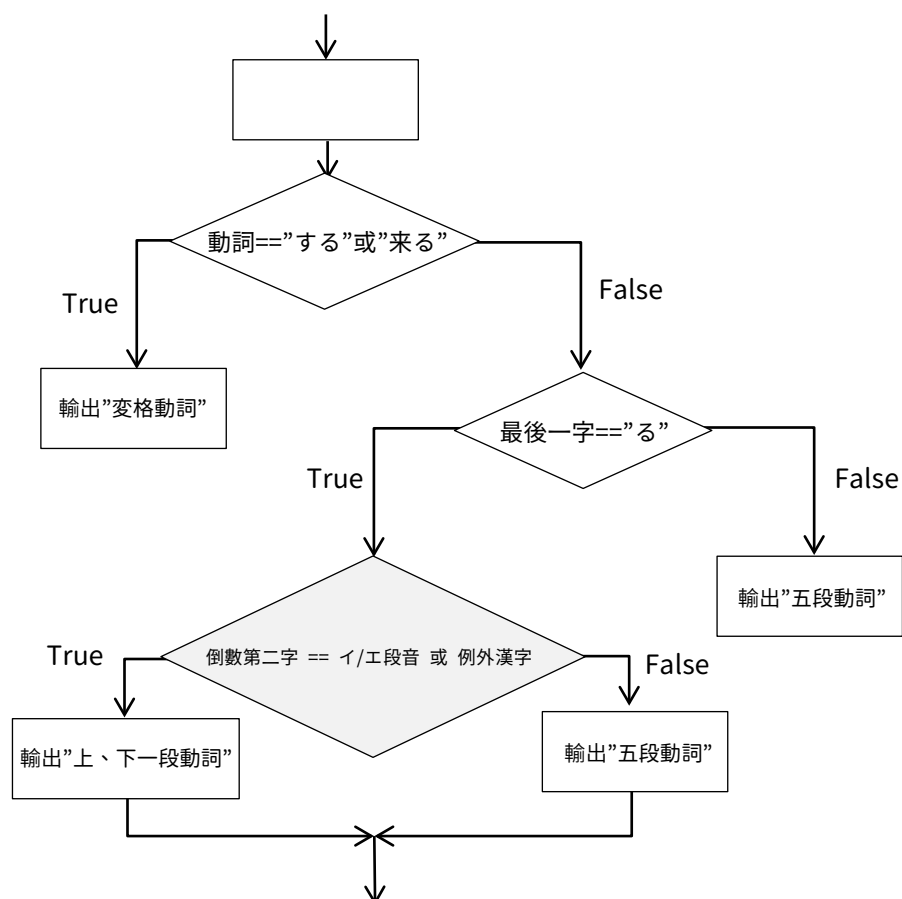 動詞==”する”或”来る”
True
False
輸出”変格動詞”
最後一字==”る”
True
False
輸出”五段動詞”
倒數第二字 == イ/エ段音 或 例外漢字
True
False
輸出”上、下一段動詞”
輸出”五段動詞”